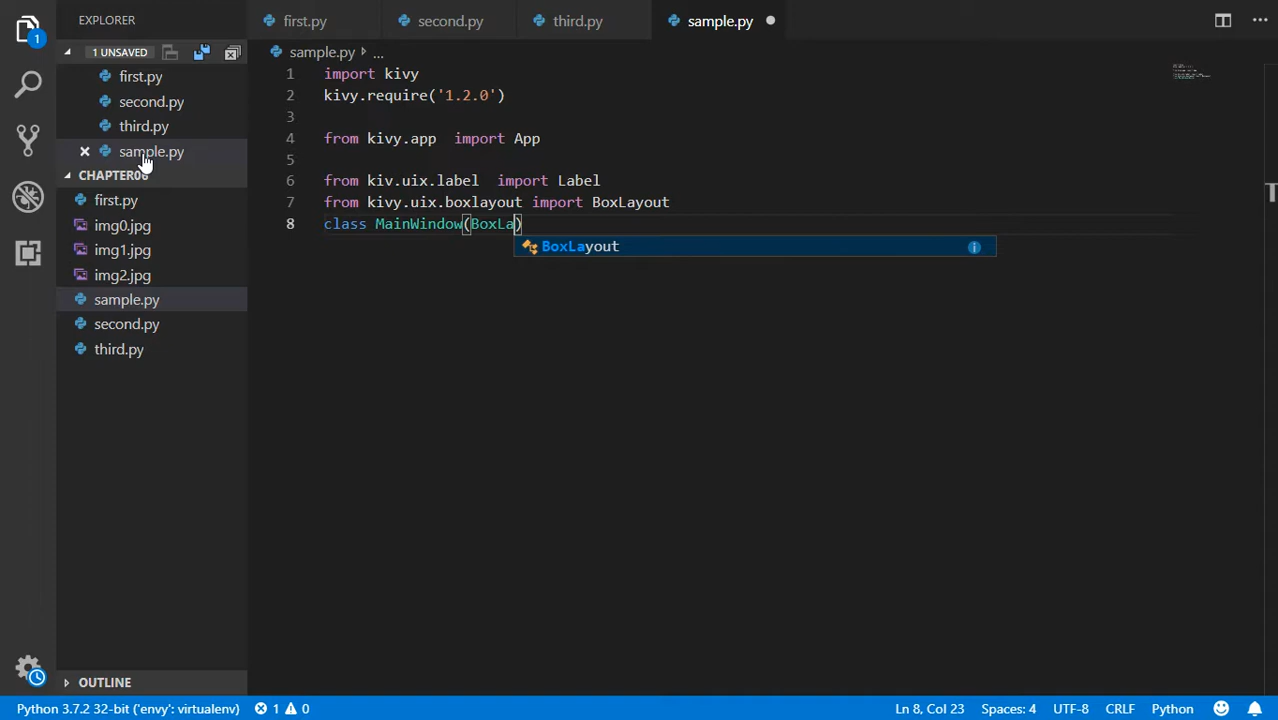 EXPLORER
first.py
second.py
third.py
sample.py
1 UNSAVED
first.py
second.py
third.py
sample.py
CHAPTER06
first.py
img0.jpg
img1.jpg
img2.jpg
sample.py
second.py
third.py
OUTLINE
sample.py ...
1 import kivy
2 kivy.require('1.2.0')
3
4 from kivy.app  import App
5
6 from kiv.uix.label  import Label
7 from kivy.uix.boxlayout import BoxLayout
8 class MainWindow(BoxLa)
BoxLayout
1
T
Python 3.7.2 32-bit ('envy': virtualenv) 1 0 Ln 8, Col 23 Spaces: 4 UTF-8 CRLF Python